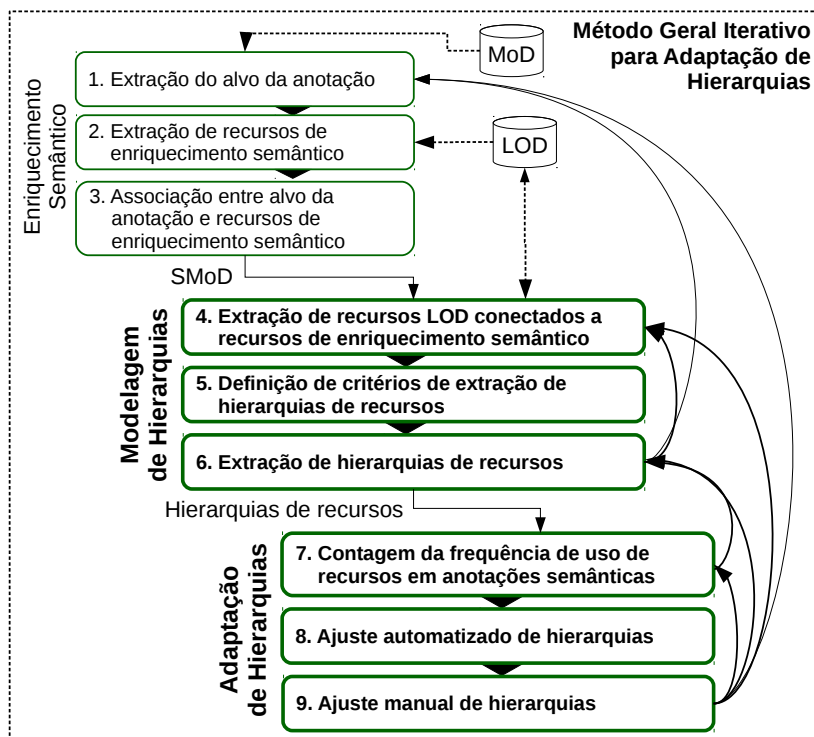 Método Geral Iterativo
para Adaptação de
Hierarquias
MoD
Enriquecimento
Semântico
1. Extração do alvo da anotação
2. Extração de recursos de
enriquecimento semântico
LOD
3. Associação entre alvo da
anotação e recursos de
enriquecimento semântico
SMoD
Modelagem
de Hierarquias
4. Extração de recursos LOD conectados a
recursos de enriquecimento semântico
5. Definição de critérios de extração de
hierarquias de recursos
6. Extração de hierarquias de recursos
Hierarquias de recursos
Adaptação
de Hierarquias
7. Contagem da frequência de uso de
recursos em anotações semânticas
8. Ajuste automatizado de hierarquias
9. Ajuste manual de hierarquias